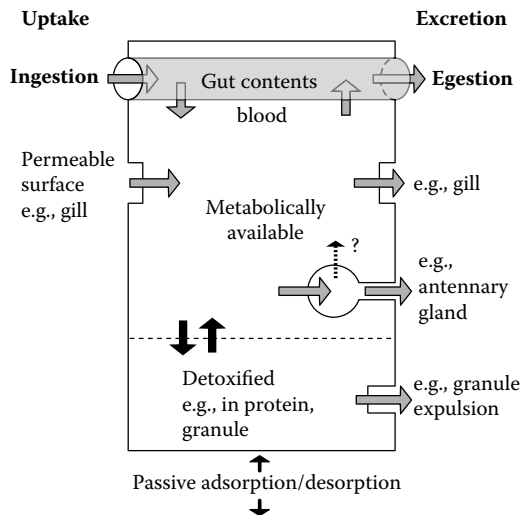 Uptake
Excretion
Ingestion
Gut contents
Egestion
blood
Permeable
surface
e.g., gill
e.g., gill
Metabolically
available
?
e.g.,
antennary
gland
Detoxified
e.g., in protein,
granule
e.g., granule
expulsion
Passive adsorption/desorption